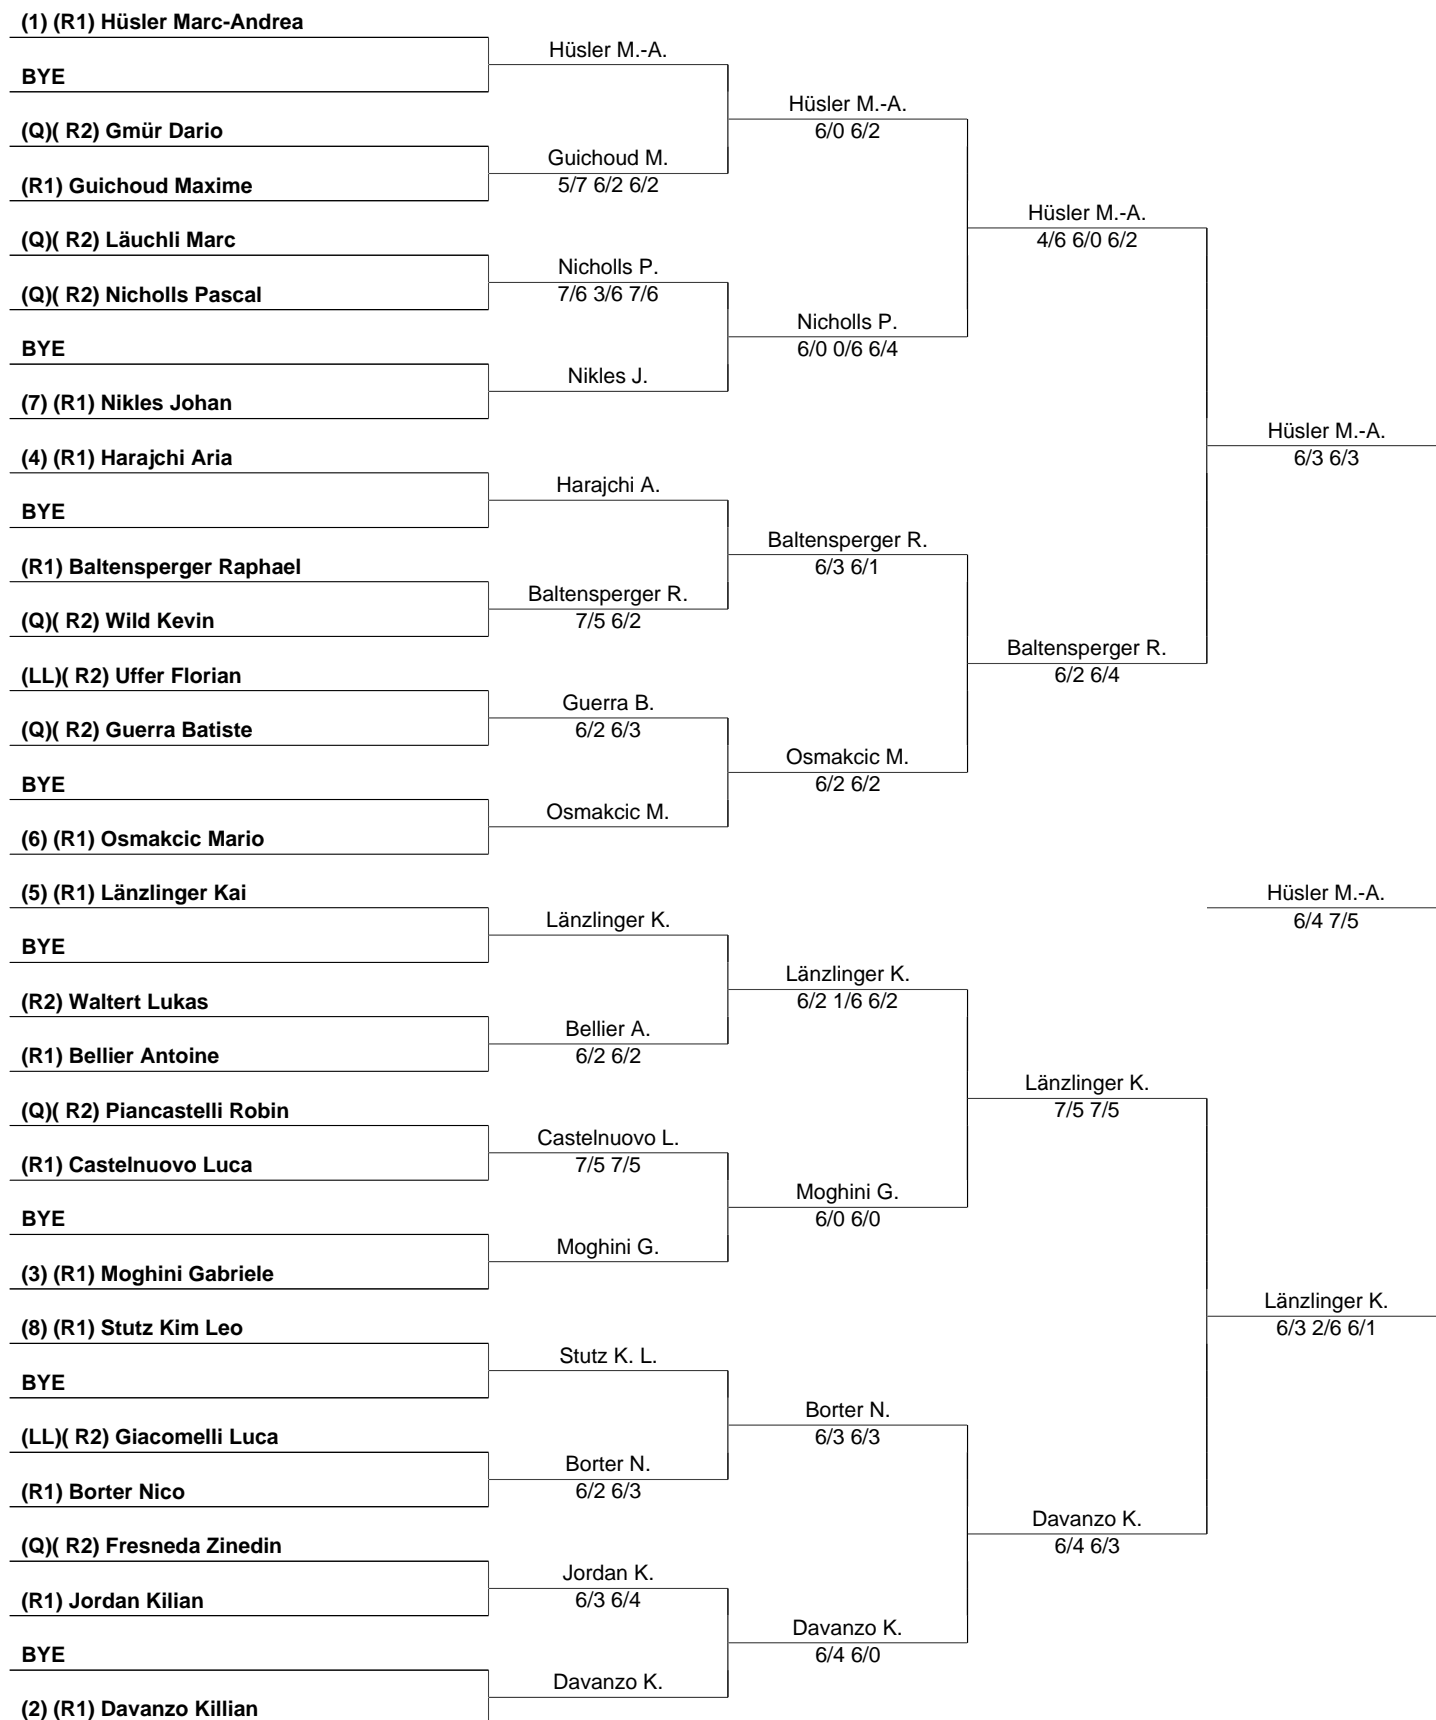 (1) (R1) Hüsler Marc-Andrea
Hüsler M.-A.
BYE
Hüsler M.-A.
6/0 6/2
(Q)( R2) Gmür Dario
Guichoud M.
5/7 6/2 6/2
(R1) Guichoud Maxime
Hüsler M.-A.
4/6 6/0 6/2
(Q)( R2) Läuchli Marc
Nicholls P.
7/6 3/6 7/6
(Q)( R2) Nicholls Pascal
Nicholls P.
6/0 0/6 6/4
BYE
Nikles J.
(7) (R1) Nikles Johan
Hüsler M.-A.
6/3 6/3
(4) (R1) Harajchi Aria
Harajchi A.
BYE
Baltensperger R.
6/3 6/1
(R1) Baltensperger Raphael
Baltensperger R.
7/5 6/2
(Q)( R2) Wild Kevin
Baltensperger R.
6/2 6/4
(LL)( R2) Uffer Florian
Guerra B.
6/2 6/3
(Q)( R2) Guerra Batiste
Osmakcic M.
6/2 6/2
BYE
Osmakcic M.
(6) (R1) Osmakcic Mario
(5) (R1) Länzlinger Kai
Hüsler M.-A.
6/4 7/5
Länzlinger K.
BYE
Länzlinger K.
6/2 1/6 6/2
(R2) Waltert Lukas
Bellier A.
6/2 6/2
(R1) Bellier Antoine
Länzlinger K.
7/5 7/5
(Q)( R2) Piancastelli Robin
Castelnuovo L.
7/5 7/5
(R1) Castelnuovo Luca
Moghini G.
6/0 6/0
BYE
Moghini G.
(3) (R1) Moghini Gabriele
Länzlinger K.
6/3 2/6 6/1
(8) (R1) Stutz Kim Leo
Stutz K. L.
BYE
Borter N.
6/3 6/3
(LL)( R2) Giacomelli Luca
Borter N.
6/2 6/3
(R1) Borter Nico
Davanzo K.
6/4 6/3
(Q)( R2) Fresneda Zinedin
Jordan K.
6/3 6/4
(R1) Jordan Kilian
Davanzo K.
6/4 6/0
BYE
Davanzo K.
(2) (R1) Davanzo Killian